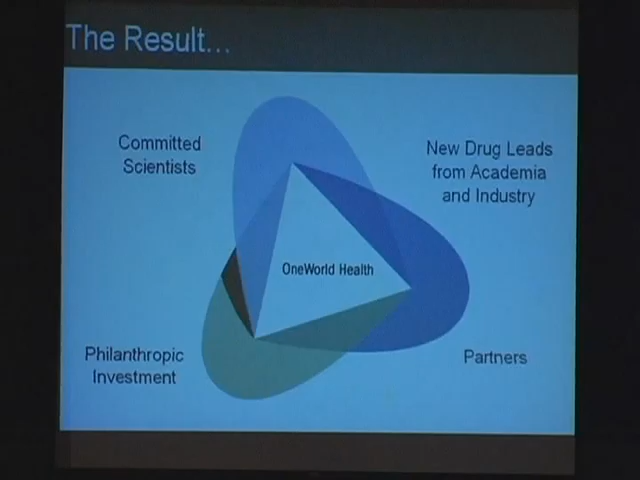 The Result...
Committed
Scientists
New Drug Leads
from Academia
and Industry
OneWorld Health
Philanthropic
Investment
Partners